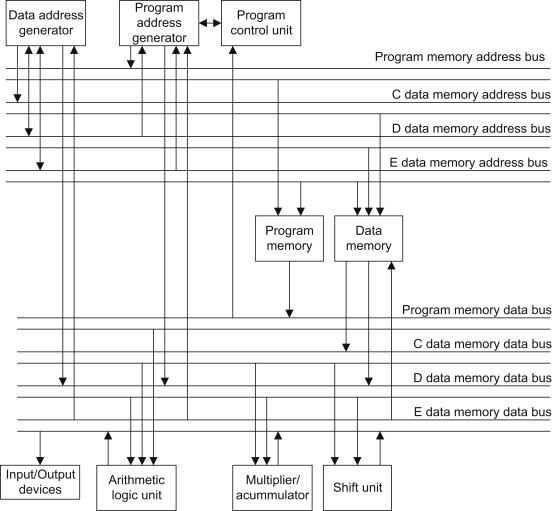 Data address
generator
Program
address
generator
Program
control unit
Program memory address bus
C data memory address bus
D data memory address bus
E data memory address bus
Program
memory
Data
memory
Program memory data bus
C data memory data bus
D data memory data bus
E data memory data bus
Input/Output
devices
Arithmetic
logic unit
Multiplier/
acummulator
Shift unit